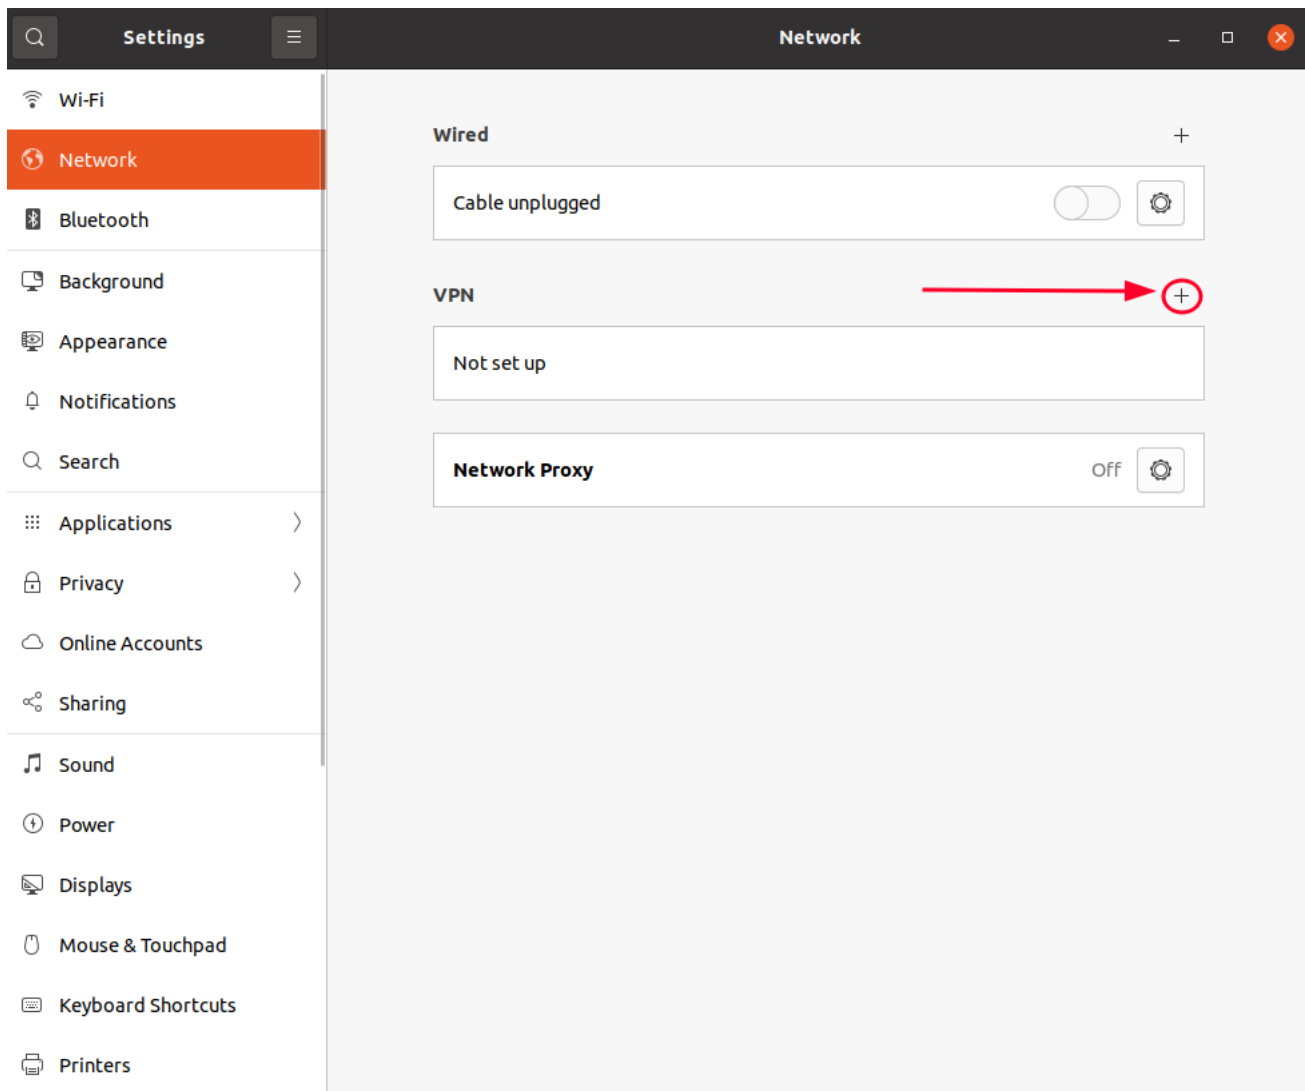 Settings
Network
Wi-Fi
Network
Bluetooth
Background
Appearance
Notifications
Search
Applications
Privacy
Online Accounts
Sharing
Sound
Power
Displays
Mouse & Touchpad
Keyboard Shortcuts
Printers
Wired
Cable unplugged
VPN
Not set up
Network Proxy Off